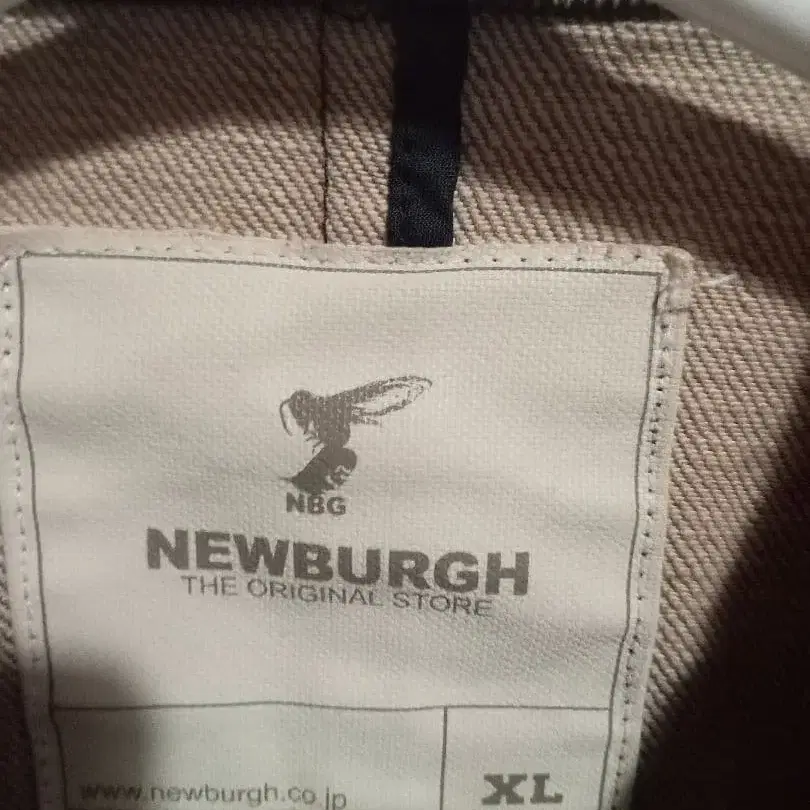 NBG
NEWBURGH
THE ORIGINAL STORE
www.newburgh.co.jp
XL